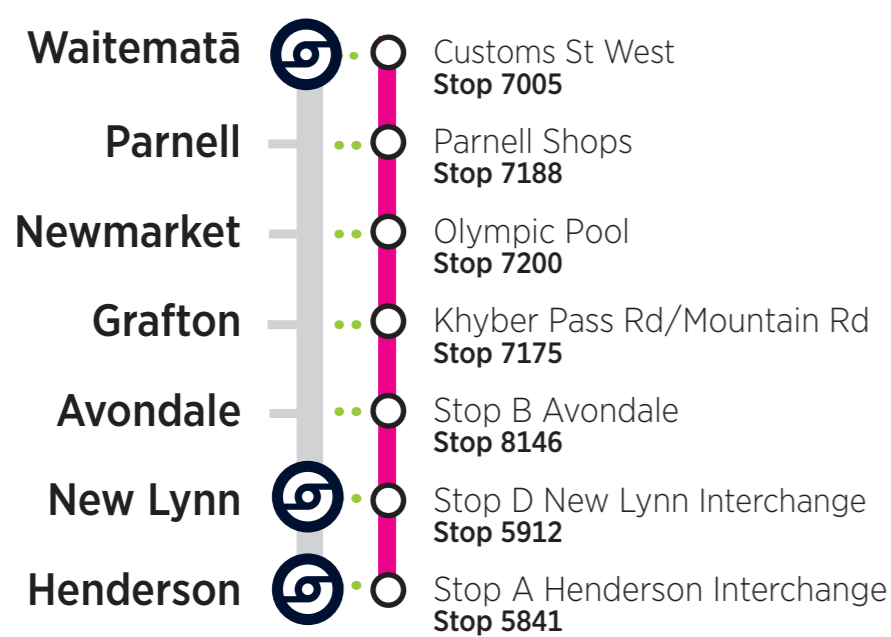 Waitematā
Customs St West
Stop 7005
Parnell
Parnell Shops
Stop 7188
Newmarket
Olympic Pool
Stop 7200
Grafton
Khyber Pass Rd/Mountain Rd
Stop 7175
Avondale
Stop B Avondale
Stop 8146
New Lynn
Stop D New Lynn Interchange
Stop 5912
Henderson
Stop A Henderson Interchange
Stop 5841